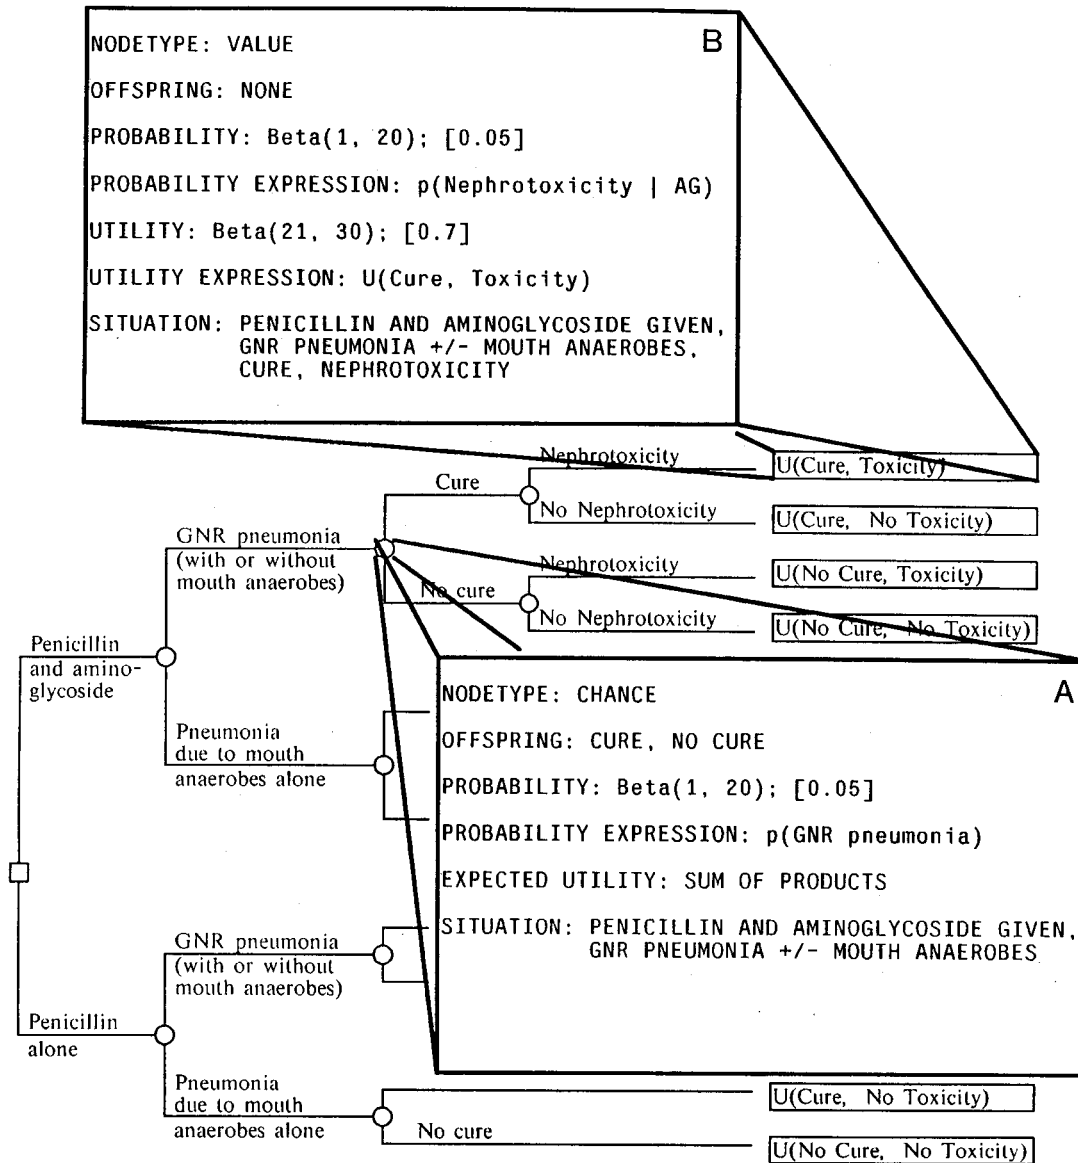 B
NODETYPE: VALUE
OFFSPRING: NONE
PROBABILITY: Beta(1, 20); [0.05]
PROBABILITY EXPRESSION: p(Nephrotoxicity | AG)
UTILITY: Beta(21, 30); [0.7]
UTILITY EXPRESSION: U(Cure, Toxicity)
SITUATION: PENICILLIN AND AMINOGLYCOSIDE GIVEN,
GNR PNEUMONIA +/- MOUTH ANAEROBES,
CURE, NEPHROTOXICITY
Nephrotoxicity
U(Cure, Toxicity)
Cure
No Nephrotoxicity
U(Cure, No Toxicity)
GNR pneumonia
(with or without
mouth anaerobes)
Nephrotoxicity
U(No Cure, Toxicity)
No cure
No Nephrotoxicity
U(No Cure, No Toxicity)
Penicillin
and amino-
glycoside
Pneumonia
due to mouth
anaerobes alone
A
NODETYPE: CHANCE
OFFSPRING: CURE, NO CURE
PROBABILITY: Beta(1, 20); [0.05]
PROBABILITY EXPRESSION: p(GNR pneumonia)
EXPECTED UTILITY: SUM OF PRODUCTS
SITUATION: PENICILLIN AND AMINOGLYCOSIDE GIVEN,
GNR PNEUMONIA +/- MOUTH ANAEROBES
GNR pneumonia
(with or without
mouth anaerobes)
Penicillin
alone
Pneumonia
due to mouth
anaerobes alone
U(Cure, No Toxicity)
No cure
U(No Cure, No Toxicity)